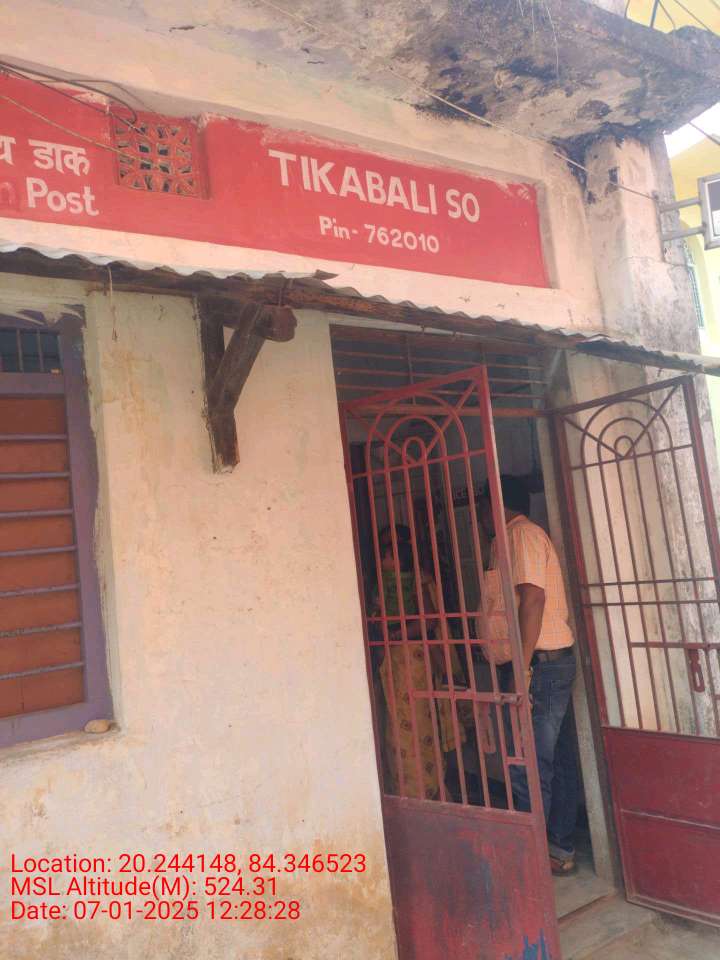 य डाक
Post
TIKABALI SO
Pin- 762010
Location: 20.244148, 84.346523
MSL Altitude(M): 524.31
Date: 07-01-2025 12:28:28